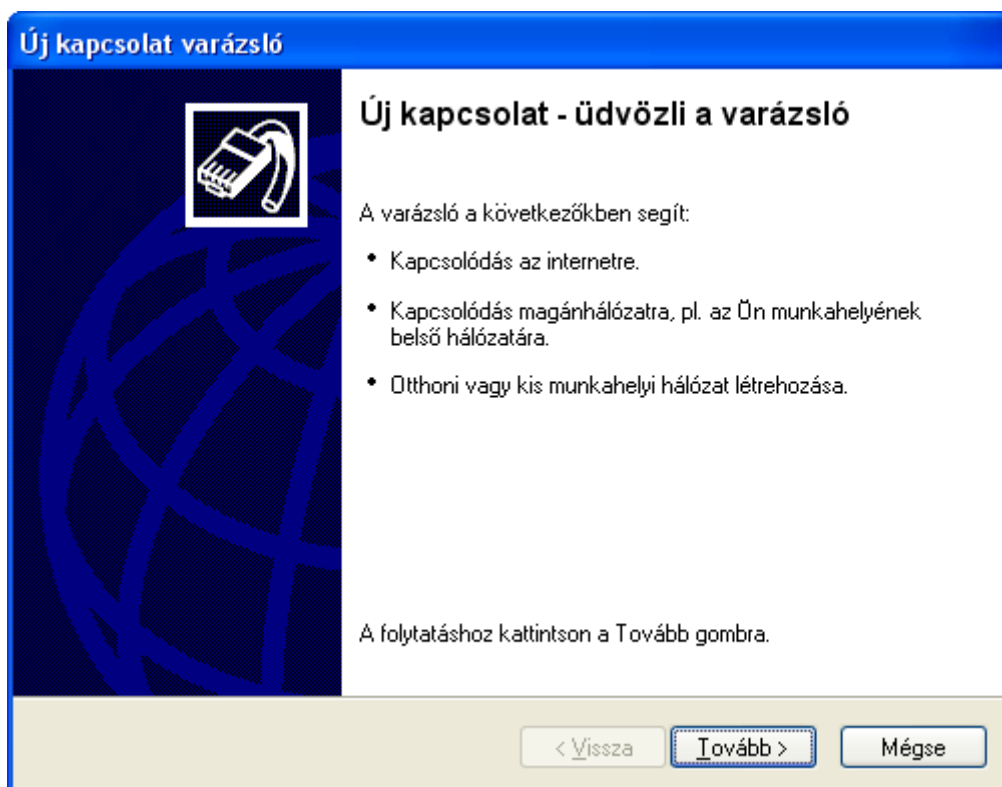 Új kapcsolat varázsló
Új kapcsolat - üdvözli a varázsló
A varázsló a következőkben segít:
• Kapcsolódás az internetre.
• Kapcsolódás magánhálózatra, pl. az Ön munkahelyének
belső hálózatára.
• Otthoni vagy kis munkahelyi hálózat létrehozása.
A folytatáshoz kattintson a Tovább gombra.
< Vissza Tovább > Mégse